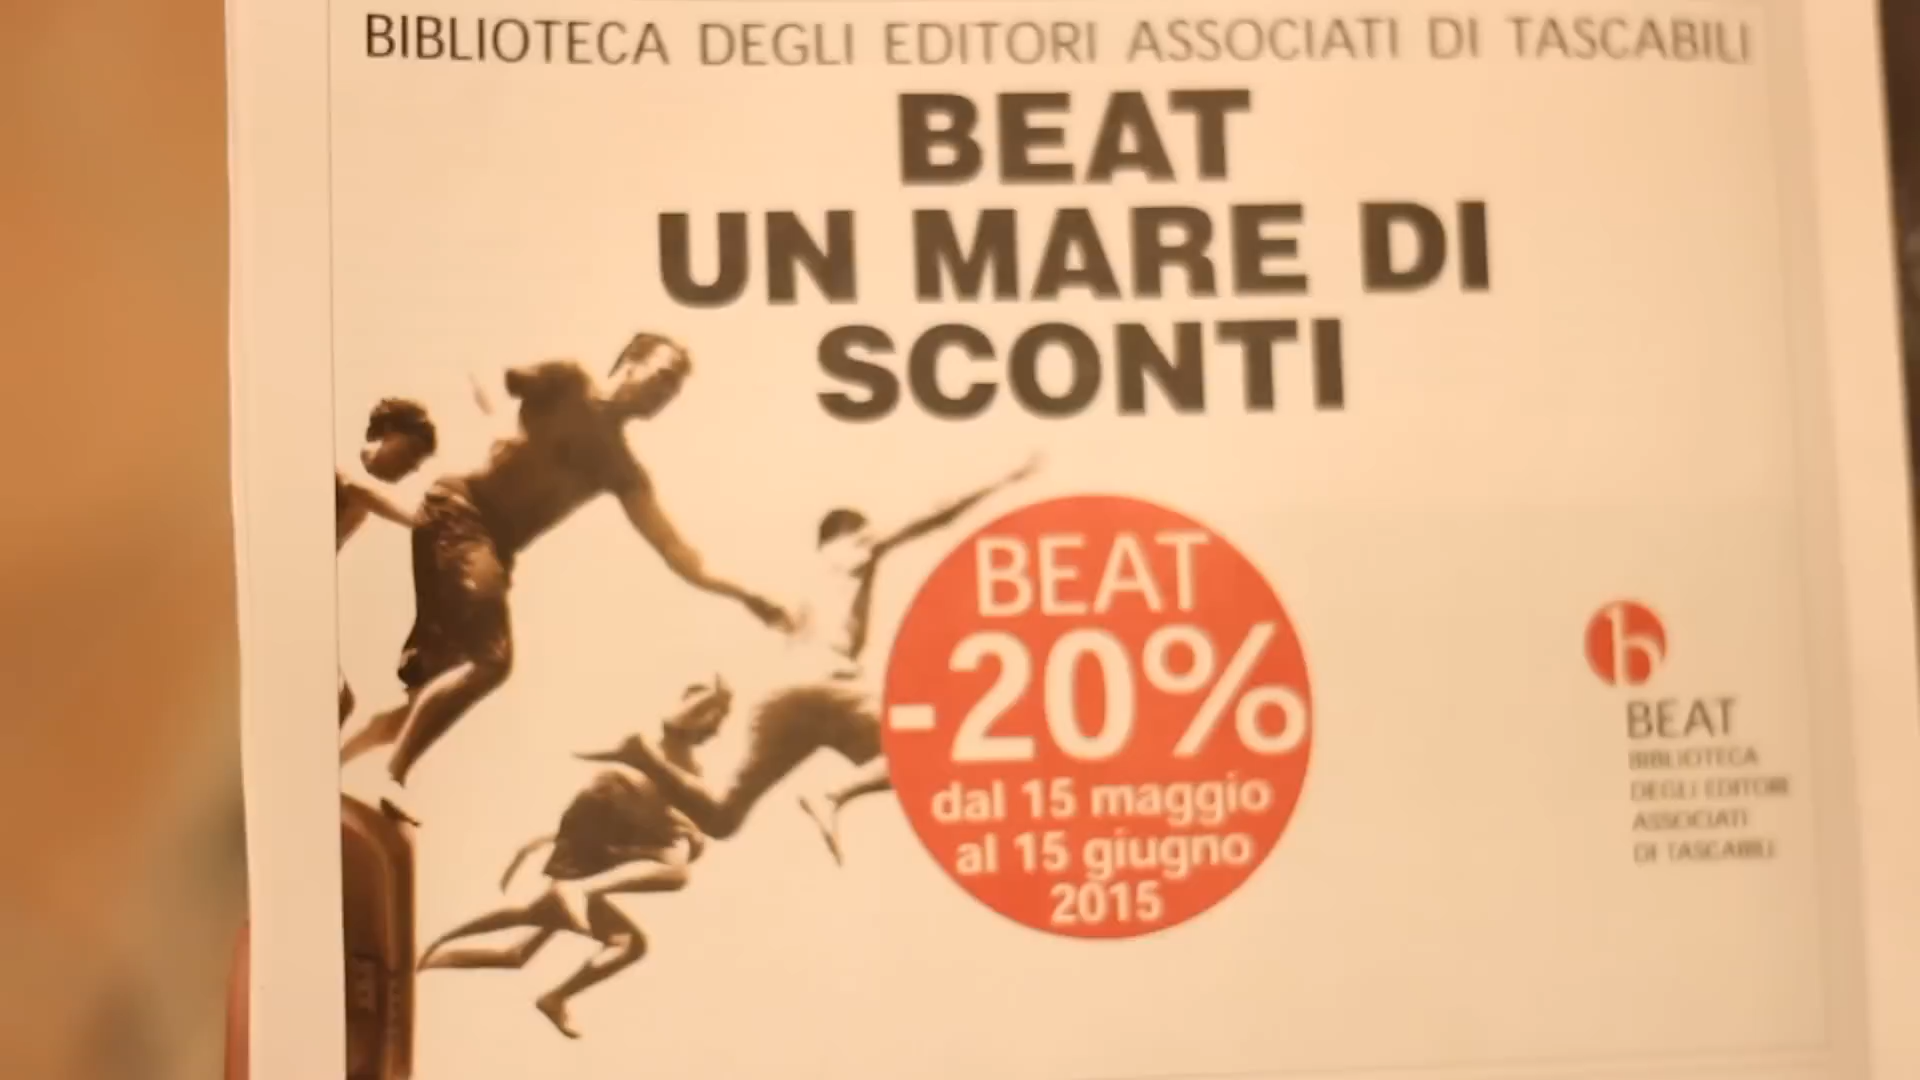 BIBLIOTECA DEGLI EDITORI ASSOCIATI DI TASCABILI
BEAT
UN MARE DI
SCONTI
BEAT
-20%
dal 15 maggio
al 15 giugno
2015
b
BEAT
BIBLIOTECA
DEGLI EDITORI
ASSOCIATI
DI TASCABILI